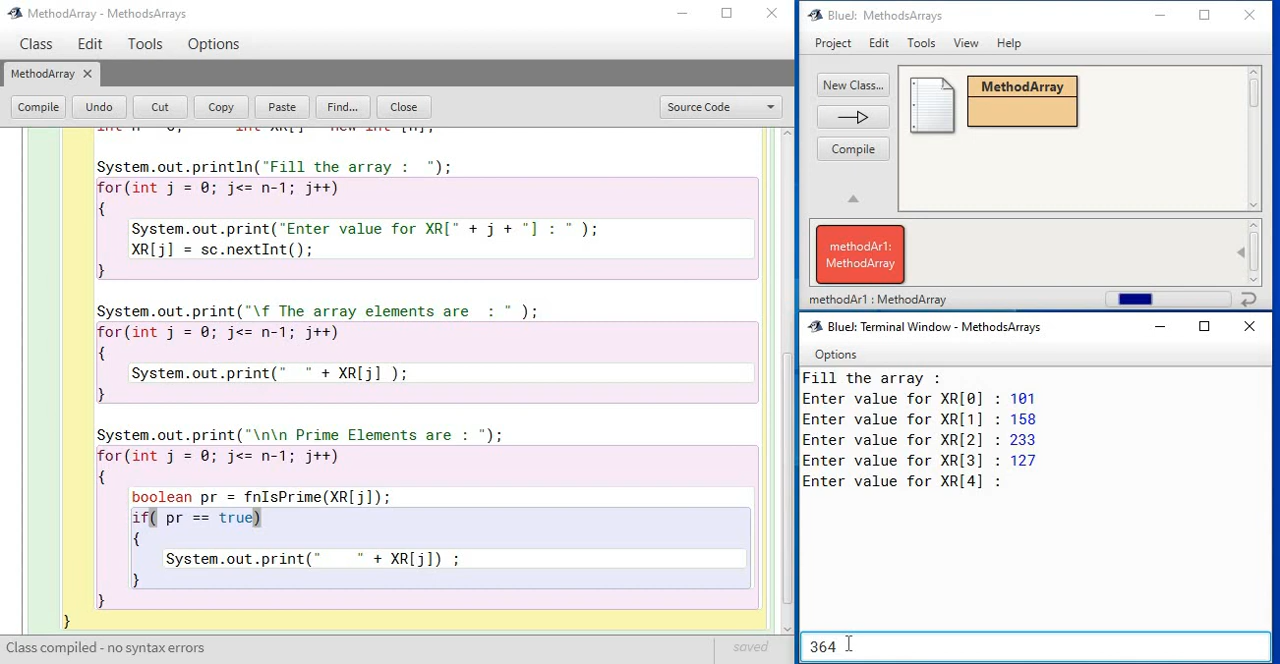 MethodArray - MethodsArrays
Class Edit Tools Options
MethodArray
Compile Undo Cut Copy Paste Find... Close Source Code
System.out.println("Fill the array :  ");
for(int j = 0; j<= n-1; j++)
{
System.out.print("Enter value for XR[" + j + "] : " );
XR[j] = sc.nextInt();
}
System.out.print("\f The array elements are  : " );
for(int j = 0; j<= n-1; j++)
{
System.out.print("  " + XR[j] );
}
System.out.print("\n\n Prime Elements are : ");
for(int j = 0; j<= n-1; j++)
{
boolean pr = fnIsPrime(XR[j]);
if( pr == true)
{
System.out.print("    " + XR[j]) ;
}
}
}
Class compiled - no syntax errors
saved
BlueJ: MethodsArrays
Project Edit Tools View Help
New Class...
Compile
MethodArray
methodAr1:
MethodArray
methodAr1 : MethodArray
BlueJ: Terminal Window - MethodsArrays
Options
Fill the array :
Enter value for XR[0] : 101
Enter value for XR[1] : 158
Enter value for XR[2] : 233
Enter value for XR[3] : 127
Enter value for XR[4] :
364